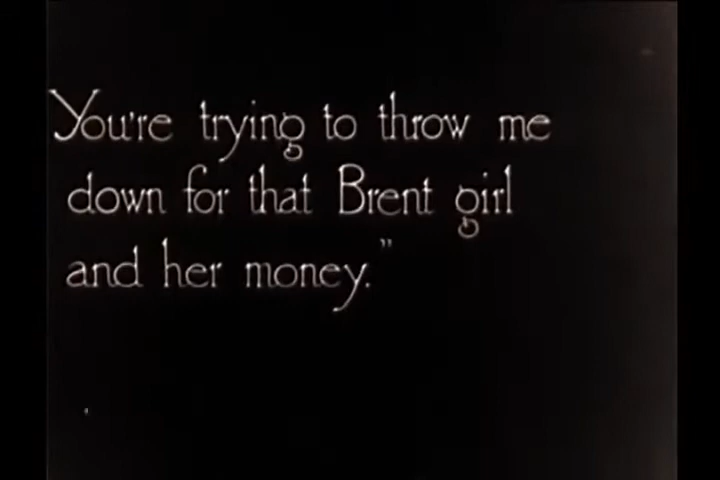 You're trying to throw me
down for that Brent girl
and her money."